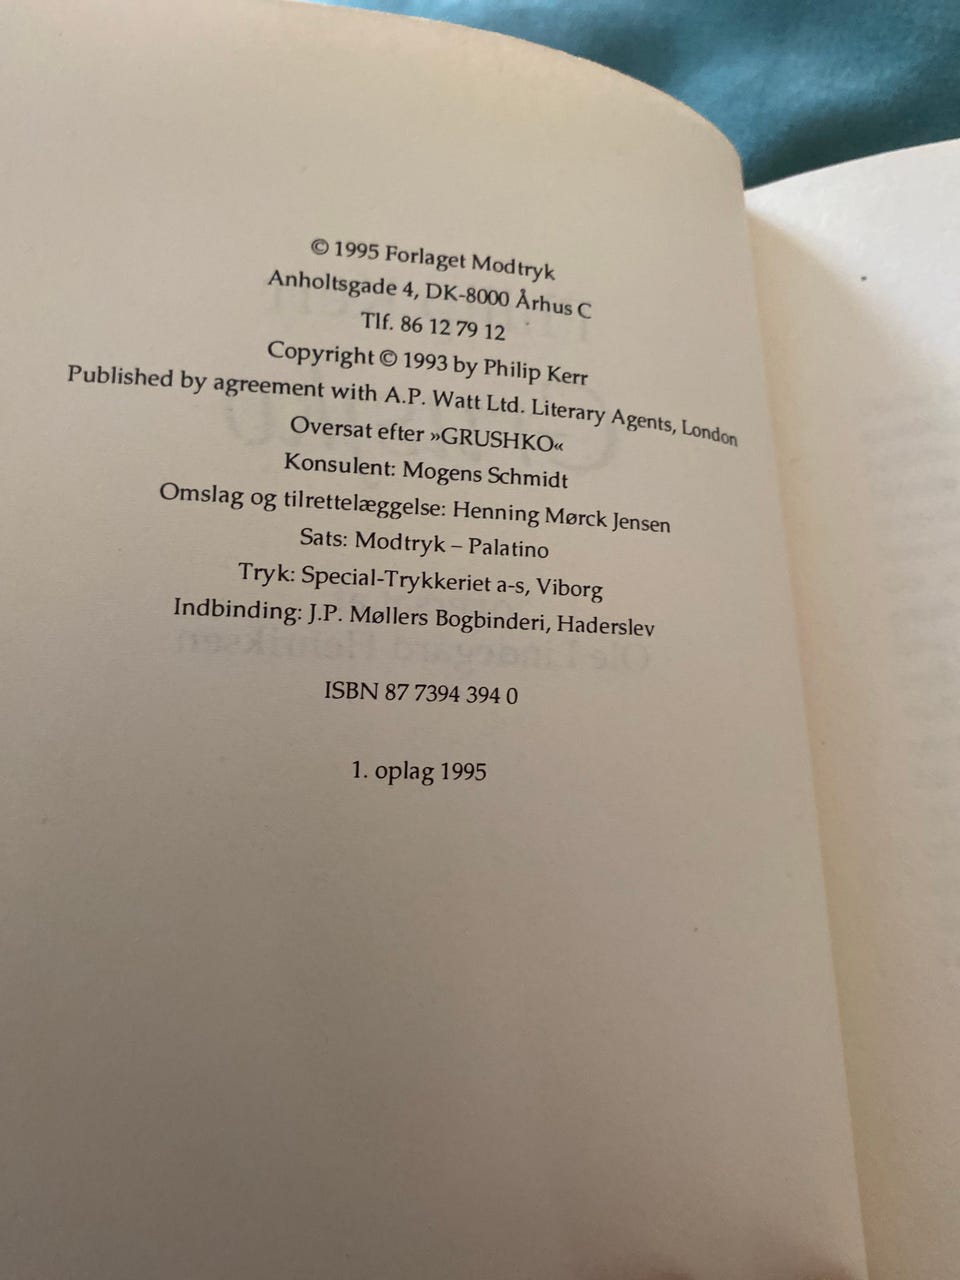 © 1995 Forlaget Modtryk
Anholtsgade 4, DK-8000 Århus C
Tlf. 86 12 79 12
Copyright © 1993 by Philip Kerr
Published by agreement with A.P. Watt Ltd. Literary Agents, London
Oversat efter »GRUSHKO«
Konsulent: Mogens Schmidt
Omslag og tilrettelæggelse: Henning Mørck Jensen
Sats: Modtryk – Palatino
Tryk: Special-Trykkeriet a-s, Viborg
Indbinding: J.P. Møllers Bogbinderi, Haderslev
ISBN 87 7394 394 0
1. oplag 1995